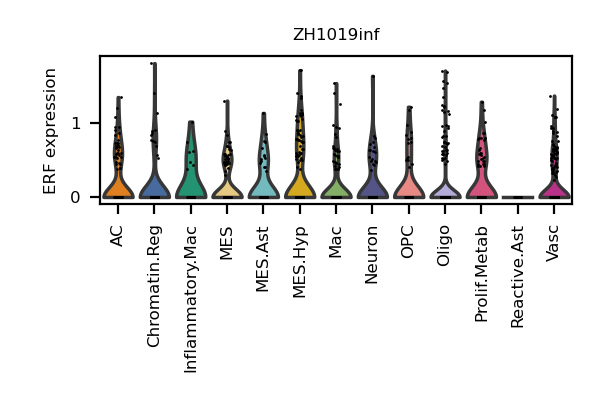 ZH1019inf
ERF expression
1
0
AC
Chromatin.Reg
Inflammatory.Mac
MES
MES.Ast
MES.Hyp
Mac
Neuron
OPC
Oligo
Prolif.Metab
Reactive.Ast
Vasc